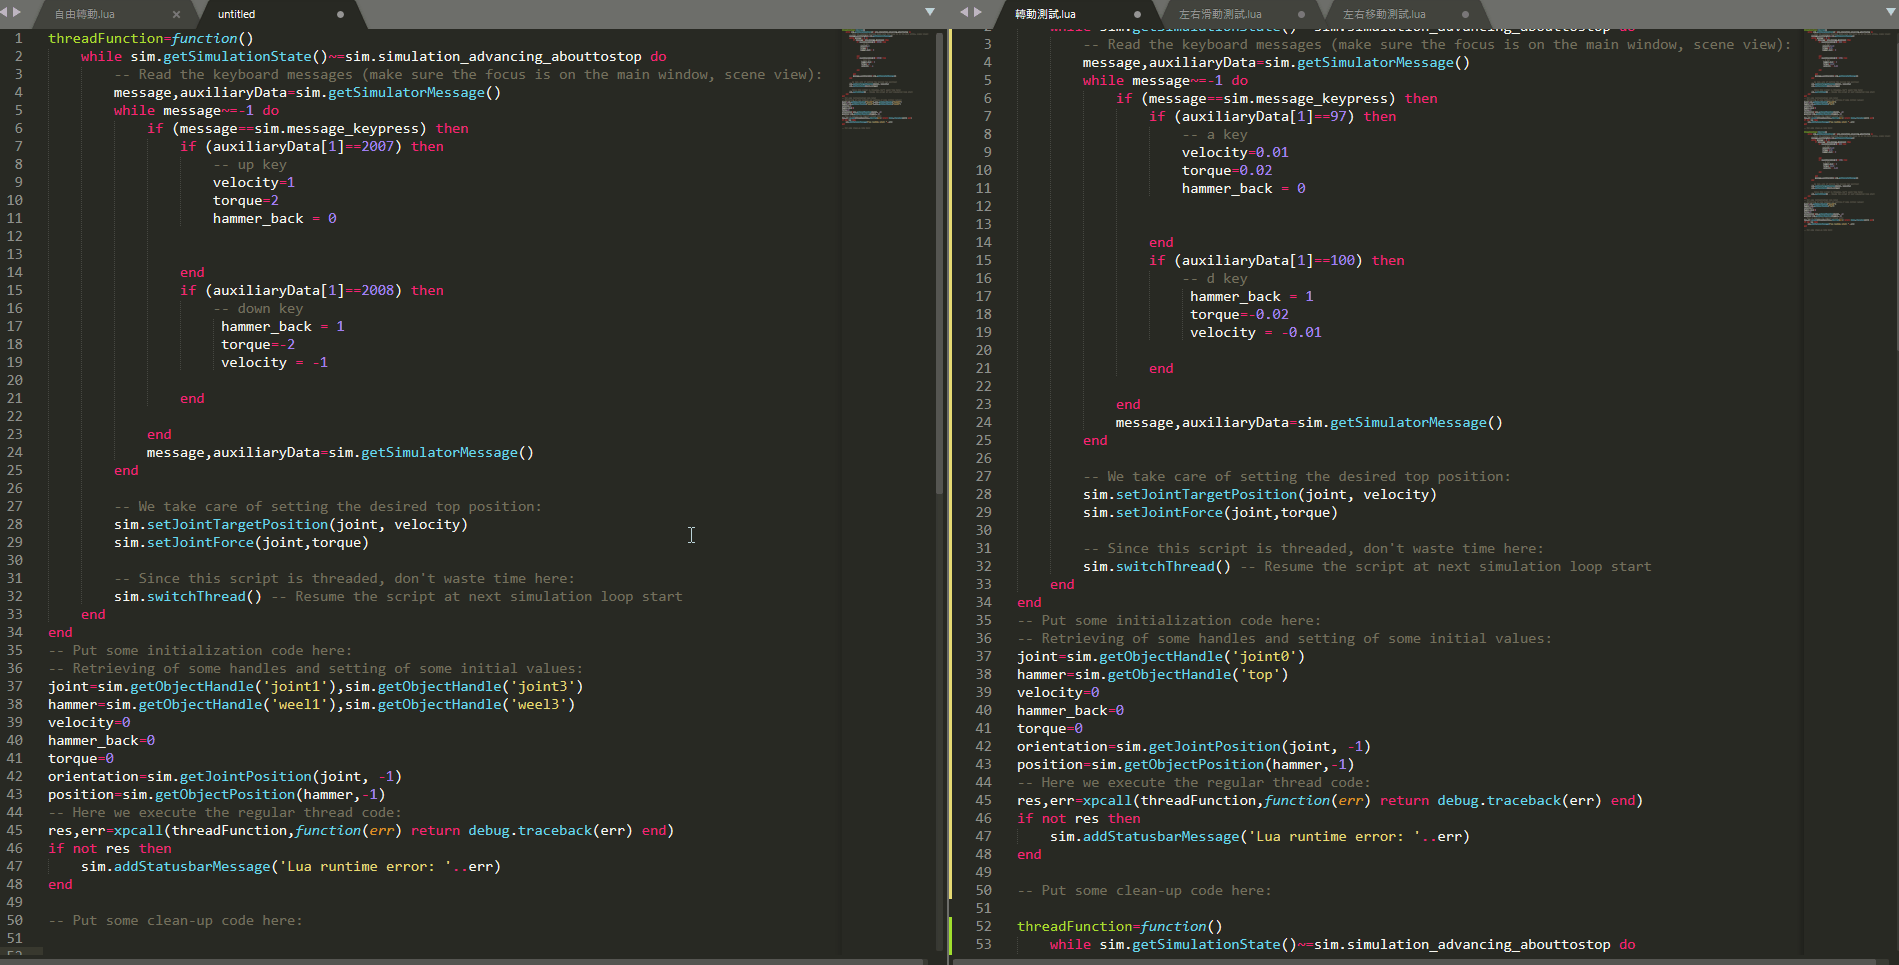 自由轉動.lua
untitled
1 threadFunction=function()
2 while sim.getSimulationState()~=sim.simulation_advancing_abouttostop do
3 -- Read the keyboard messages (make sure the focus is on the main window, scene view):
4 message,auxiliaryData=sim.getSimulatorMessage()
5 while message~=-1 do
6 if (message==sim.message_keypress) then
7 if (auxiliaryData[1]==2007) then
8 -- up key
9 velocity=1
10 torque=2
11 hammer_back = 0
12
13
14 end
15 if (auxiliaryData[1]==2008) then
16 -- down key
17 hammer_back = 1
18 torque=-2
19 velocity = -1
20
21 end
22
23 end
24 message,auxiliaryData=sim.getSimulatorMessage()
25 end
26
27 -- We take care of setting the desired top position:
28 sim.setJointTargetPosition(joint, velocity)
29 sim.setJointForce(joint,torque)
30
31 -- Since this script is threaded, don't waste time here:
32 sim.switchThread() -- Resume the script at next simulation loop start
33 end
34 end
35 -- Put some initialization code here:
36 -- Retrieving of some handles and setting of some initial values:
37 joint=sim.getObjectHandle('joint1'),sim.getObjectHandle('joint3')
38 hammer=sim.getObjectHandle('weel1'),sim.getObjectHandle('weel3')
39 velocity=0
40 hammer_back=0
41 torque=0
42 orientation=sim.getJointPosition(joint, -1)
43 position=sim.getObjectPosition(hammer,-1)
44 -- Here we execute the regular thread code:
45 res,err=xpcall(threadFunction,function(err) return debug.traceback(err) end)
46 if not res then
47 sim.addStatusbarMessage('Lua runtime error: '..err)
48 end
49
50 -- Put some clean-up code here:
51
52
轉動測試.lua
左右滑動測試.lua
左右移動測試.lua
2 while sim.getSimulationState()~=sim.simulation_advancing_abouttostop do
3 -- Read the keyboard messages (make sure the focus is on the main window, scene view):
4 message,auxiliaryData=sim.getSimulatorMessage()
5 while message~=-1 do
6 if (message==sim.message_keypress) then
7 if (auxiliaryData[1]==97) then
8 -- a key
9 velocity=0.01
10 torque=0.02
11 hammer_back = 0
12
13
14 end
15 if (auxiliaryData[1]==100) then
16 -- d key
17 hammer_back = 1
18 torque=-0.02
19 velocity = -0.01
20
21 end
22
23 end
24 message,auxiliaryData=sim.getSimulatorMessage()
25 end
26
27 -- We take care of setting the desired top position:
28 sim.setJointTargetPosition(joint, velocity)
29 sim.setJointForce(joint,torque)
30
31 -- Since this script is threaded, don't waste time here:
32 sim.switchThread() -- Resume the script at next simulation loop start
33 end
34 end
35 -- Put some initialization code here:
36 -- Retrieving of some handles and setting of some initial values:
37 joint=sim.getObjectHandle('joint0')
38 hammer=sim.getObjectHandle('top')
39 velocity=0
40 hammer_back=0
41 torque=0
42 orientation=sim.getJointPosition(joint, -1)
43 position=sim.getObjectPosition(hammer,-1)
44 -- Here we execute the regular thread code:
45 res,err=xpcall(threadFunction,function(err) return debug.traceback(err) end)
46 if not res then
47 sim.addStatusbarMessage('Lua runtime error: '..err)
48 end
49
50 -- Put some clean-up code here:
51
52 threadFunction=function()
53 while sim.getSimulationState()~=sim.simulation_advancing_abouttostop do